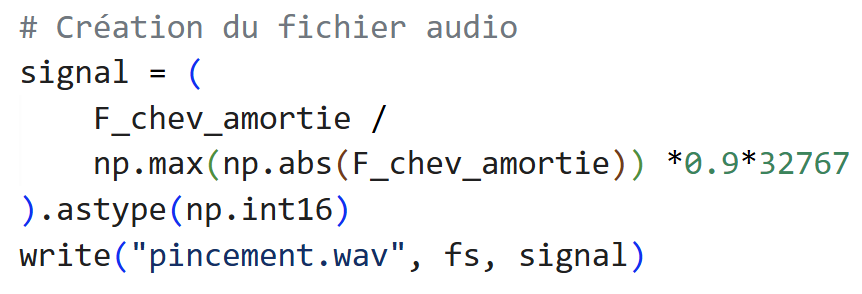 # Création du fichier audio
signal = (
    F_chev_amortie /
    np.max(np.abs(F_chev_amortie)) *0.9*32767
).astype(np.int16)
write("pincement.wav", fs, signal)